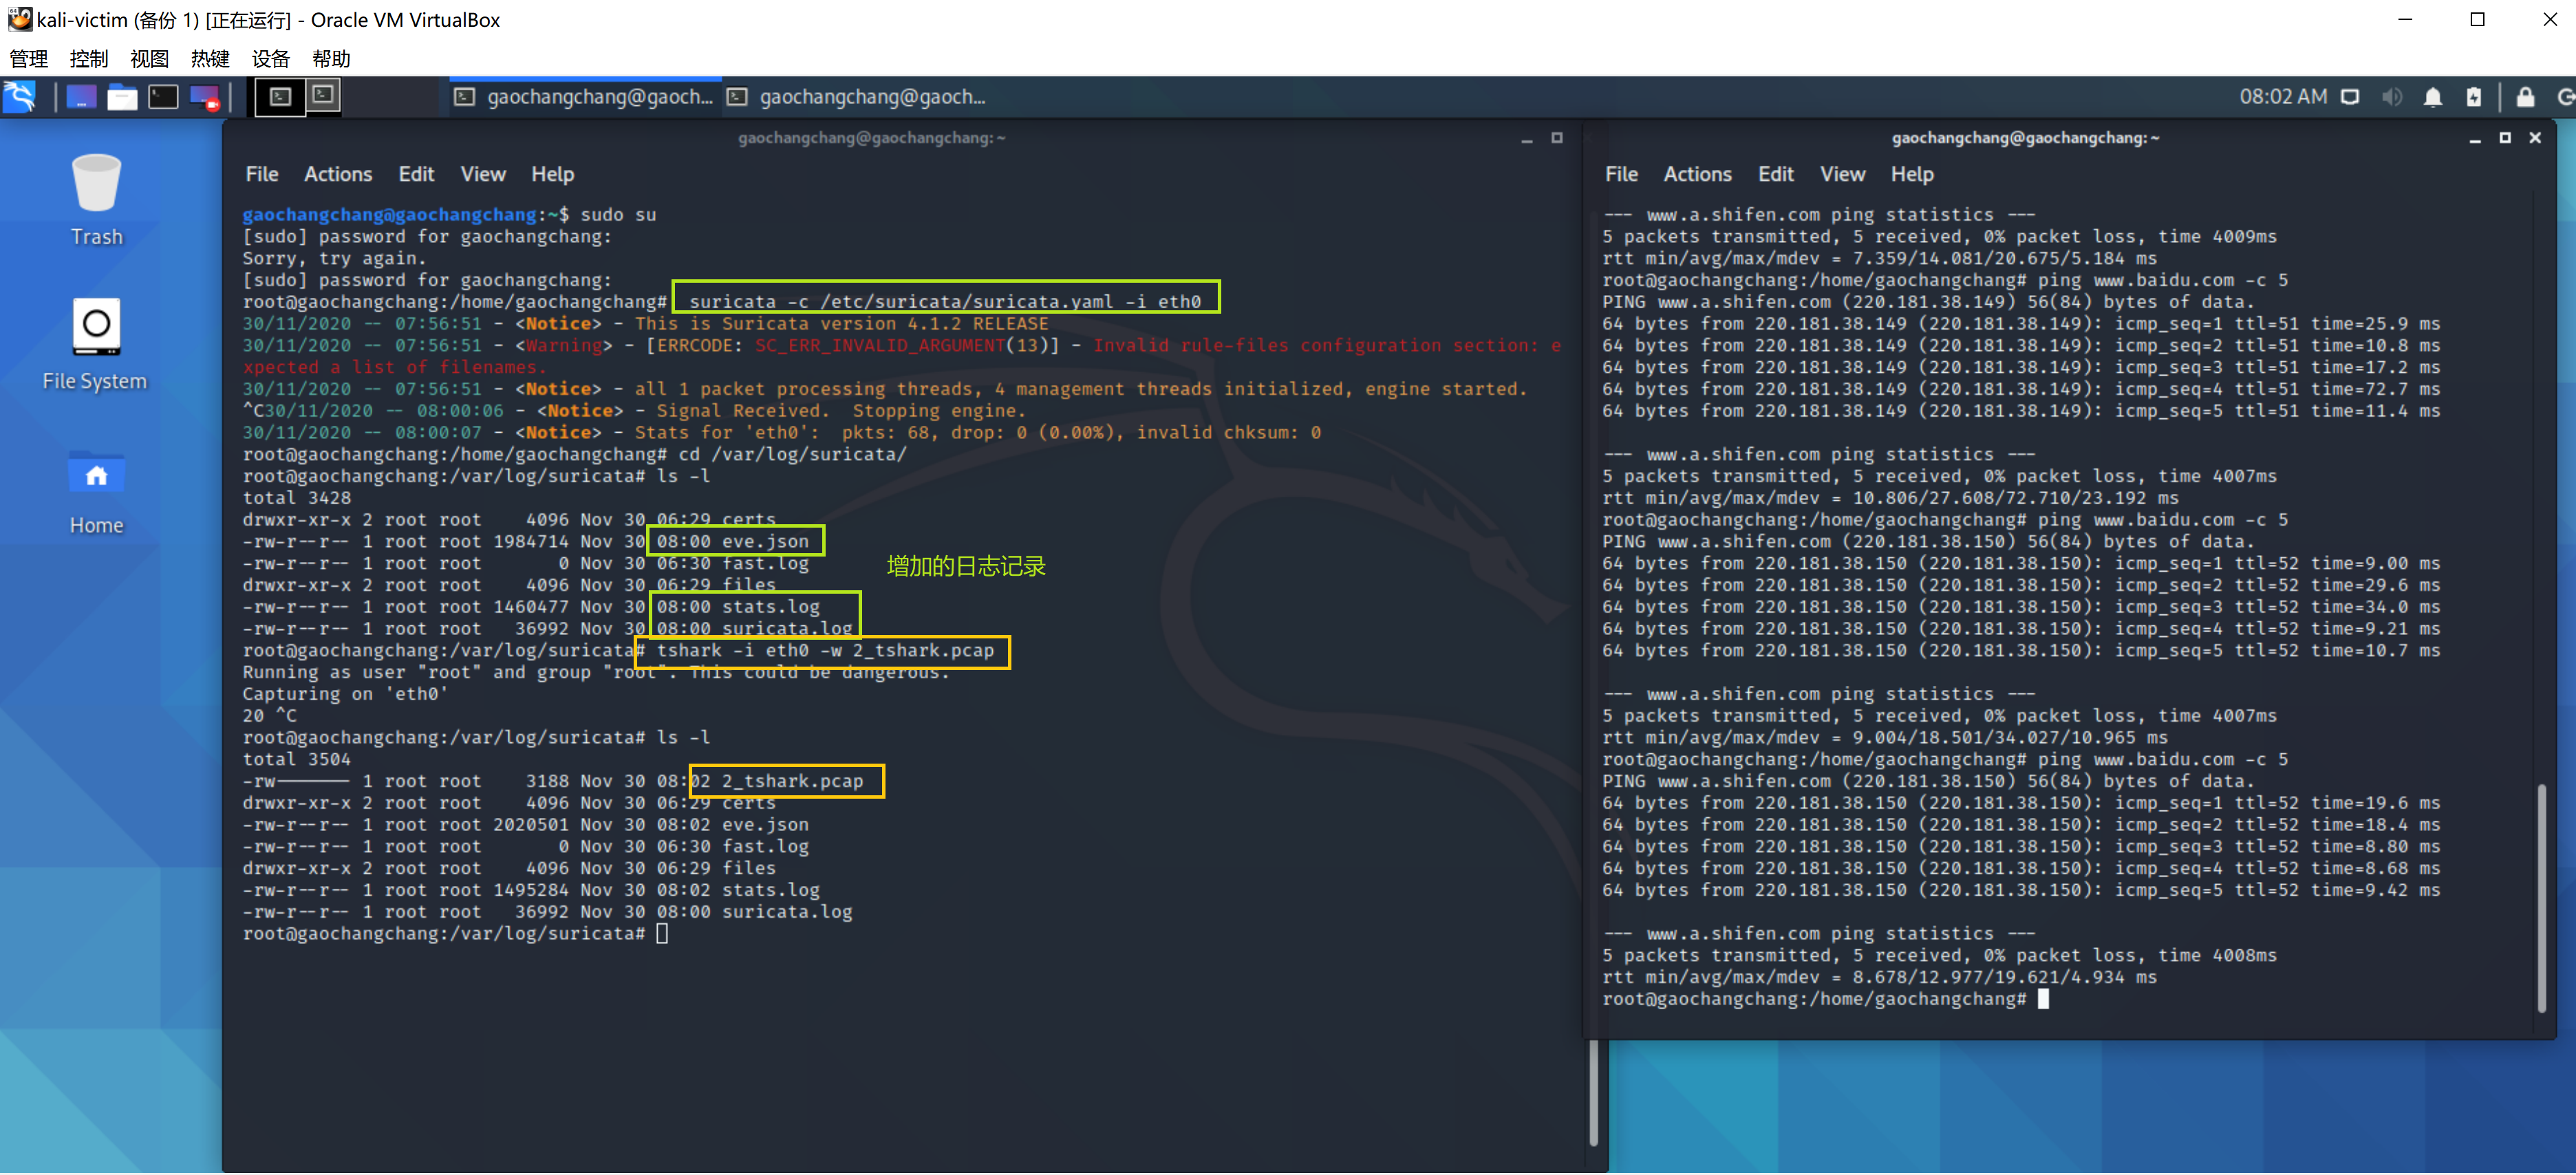 kali-victim (备份 1) [正在运行] - Oracle VM VirtualBox
管理 控制 视图 热键 设备 帮助
gaochangchang@gaoch... gaochangchang@gaoch... 08:02 AM
Trash
File System
Home
gaochangchang@gaochangchang:~
File Actions Edit View Help
gaochangchang@gaochangchang:~$ sudo su
[sudo] password for gaochangchang:
Sorry, try again.
[sudo] password for gaochangchang:
root@gaochangchang:/home/gaochangchang# suricata -c /etc/suricata/suricata.yaml -i eth0
30/11/2020 -- 07:56:51 - <Notice> - This is Suricata version 4.1.2 RELEASE
30/11/2020 -- 07:56:51 - <Warning> - [ERRCODE: SC_ERR_INVALID_ARGUMENT(13)] - Invalid rule-files configuration section: e
xpected a list of filenames.
30/11/2020 -- 07:56:51 - <Notice> - all 1 packet processing threads, 4 management threads initialized, engine started.
^C30/11/2020 -- 08:00:06 - <Notice> - Signal Received.  Stopping engine.
30/11/2020 -- 08:00:07 - <Notice> - Stats for 'eth0':  pkts: 68, drop: 0 (0.00%), invalid chksum: 0
root@gaochangchang:/home/gaochangchang# cd /var/log/suricata/
root@gaochangchang:/var/log/suricata# ls -l
total 3428
drwxr-xr-x 2 root root    4096 Nov 30 06:29 certs
-rw-r--r-- 1 root root 1984714 Nov 30 08:00 eve.json
-rw-r--r-- 1 root root       0 Nov 30 06:30 fast.log
增加的日志记录
drwxr-xr-x 2 root root    4096 Nov 30 06:29 files
-rw-r--r-- 1 root root 1460477 Nov 30 08:00 stats.log
-rw-r--r-- 1 root root   36992 Nov 30 08:00 suricata.log
root@gaochangchang:/var/log/suricata# tshark -i eth0 -w 2_tshark.pcap
Running as user "root" and group "root". This could be dangerous.
Capturing on 'eth0'
20 ^C
root@gaochangchang:/var/log/suricata# ls -l
total 3504
-rw------- 1 root root    3188 Nov 30 08:02 2_tshark.pcap
drwxr-xr-x 2 root root    4096 Nov 30 06:29 certs
-rw-r--r-- 1 root root 2020501 Nov 30 08:02 eve.json
-rw-r--r-- 1 root root       0 Nov 30 06:30 fast.log
drwxr-xr-x 2 root root    4096 Nov 30 06:29 files
-rw-r--r-- 1 root root 1495284 Nov 30 08:02 stats.log
-rw-r--r-- 1 root root   36992 Nov 30 08:00 suricata.log
root@gaochangchang:/var/log/suricata#
gaochangchang@gaochangchang:~
File Actions Edit View Help
--- www.a.shifen.com ping statistics ---
5 packets transmitted, 5 received, 0% packet loss, time 4009ms
rtt min/avg/max/mdev = 7.359/14.081/20.675/5.184 ms
root@gaochangchang:/home/gaochangchang# ping www.baidu.com -c 5
PING www.a.shifen.com (220.181.38.149) 56(84) bytes of data.
64 bytes from 220.181.38.149 (220.181.38.149): icmp_seq=1 ttl=51 time=25.9 ms
64 bytes from 220.181.38.149 (220.181.38.149): icmp_seq=2 ttl=51 time=10.8 ms
64 bytes from 220.181.38.149 (220.181.38.149): icmp_seq=3 ttl=51 time=17.2 ms
64 bytes from 220.181.38.149 (220.181.38.149): icmp_seq=4 ttl=51 time=72.7 ms
64 bytes from 220.181.38.149 (220.181.38.149): icmp_seq=5 ttl=51 time=11.4 ms
--- www.a.shifen.com ping statistics ---
5 packets transmitted, 5 received, 0% packet loss, time 4007ms
rtt min/avg/max/mdev = 10.806/27.608/72.710/23.192 ms
root@gaochangchang:/home/gaochangchang# ping www.baidu.com -c 5
PING www.a.shifen.com (220.181.38.150) 56(84) bytes of data.
64 bytes from 220.181.38.150 (220.181.38.150): icmp_seq=1 ttl=52 time=9.00 ms
64 bytes from 220.181.38.150 (220.181.38.150): icmp_seq=2 ttl=52 time=29.6 ms
64 bytes from 220.181.38.150 (220.181.38.150): icmp_seq=3 ttl=52 time=34.0 ms
64 bytes from 220.181.38.150 (220.181.38.150): icmp_seq=4 ttl=52 time=9.21 ms
64 bytes from 220.181.38.150 (220.181.38.150): icmp_seq=5 ttl=52 time=10.7 ms
--- www.a.shifen.com ping statistics ---
5 packets transmitted, 5 received, 0% packet loss, time 4007ms
rtt min/avg/max/mdev = 9.004/18.501/34.027/10.965 ms
root@gaochangchang:/home/gaochangchang# ping www.baidu.com -c 5
PING www.a.shifen.com (220.181.38.150) 56(84) bytes of data.
64 bytes from 220.181.38.150 (220.181.38.150): icmp_seq=1 ttl=52 time=19.6 ms
64 bytes from 220.181.38.150 (220.181.38.150): icmp_seq=2 ttl=52 time=18.4 ms
64 bytes from 220.181.38.150 (220.181.38.150): icmp_seq=3 ttl=52 time=8.80 ms
64 bytes from 220.181.38.150 (220.181.38.150): icmp_seq=4 ttl=52 time=8.68 ms
64 bytes from 220.181.38.150 (220.181.38.150): icmp_seq=5 ttl=52 time=9.42 ms
--- www.a.shifen.com ping statistics ---
5 packets transmitted, 5 received, 0% packet loss, time 4008ms
rtt min/avg/max/mdev = 8.678/12.977/19.621/4.934 ms
root@gaochangchang:/home/gaochangchang#